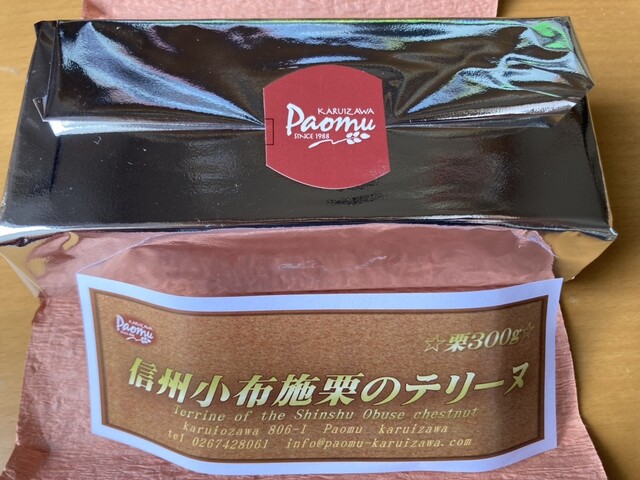 KARUIZAWA
Paomu
SINCE 1988
KARUIZAWA
Paomu
☆栗300g☆
信州小布施栗のテリーヌ
Terrine of the Shinshu Obuse chestnut
karuiozawa 806-1 Paomu karuizawa
tel 0267428061 info@paomu-karuizawa.com